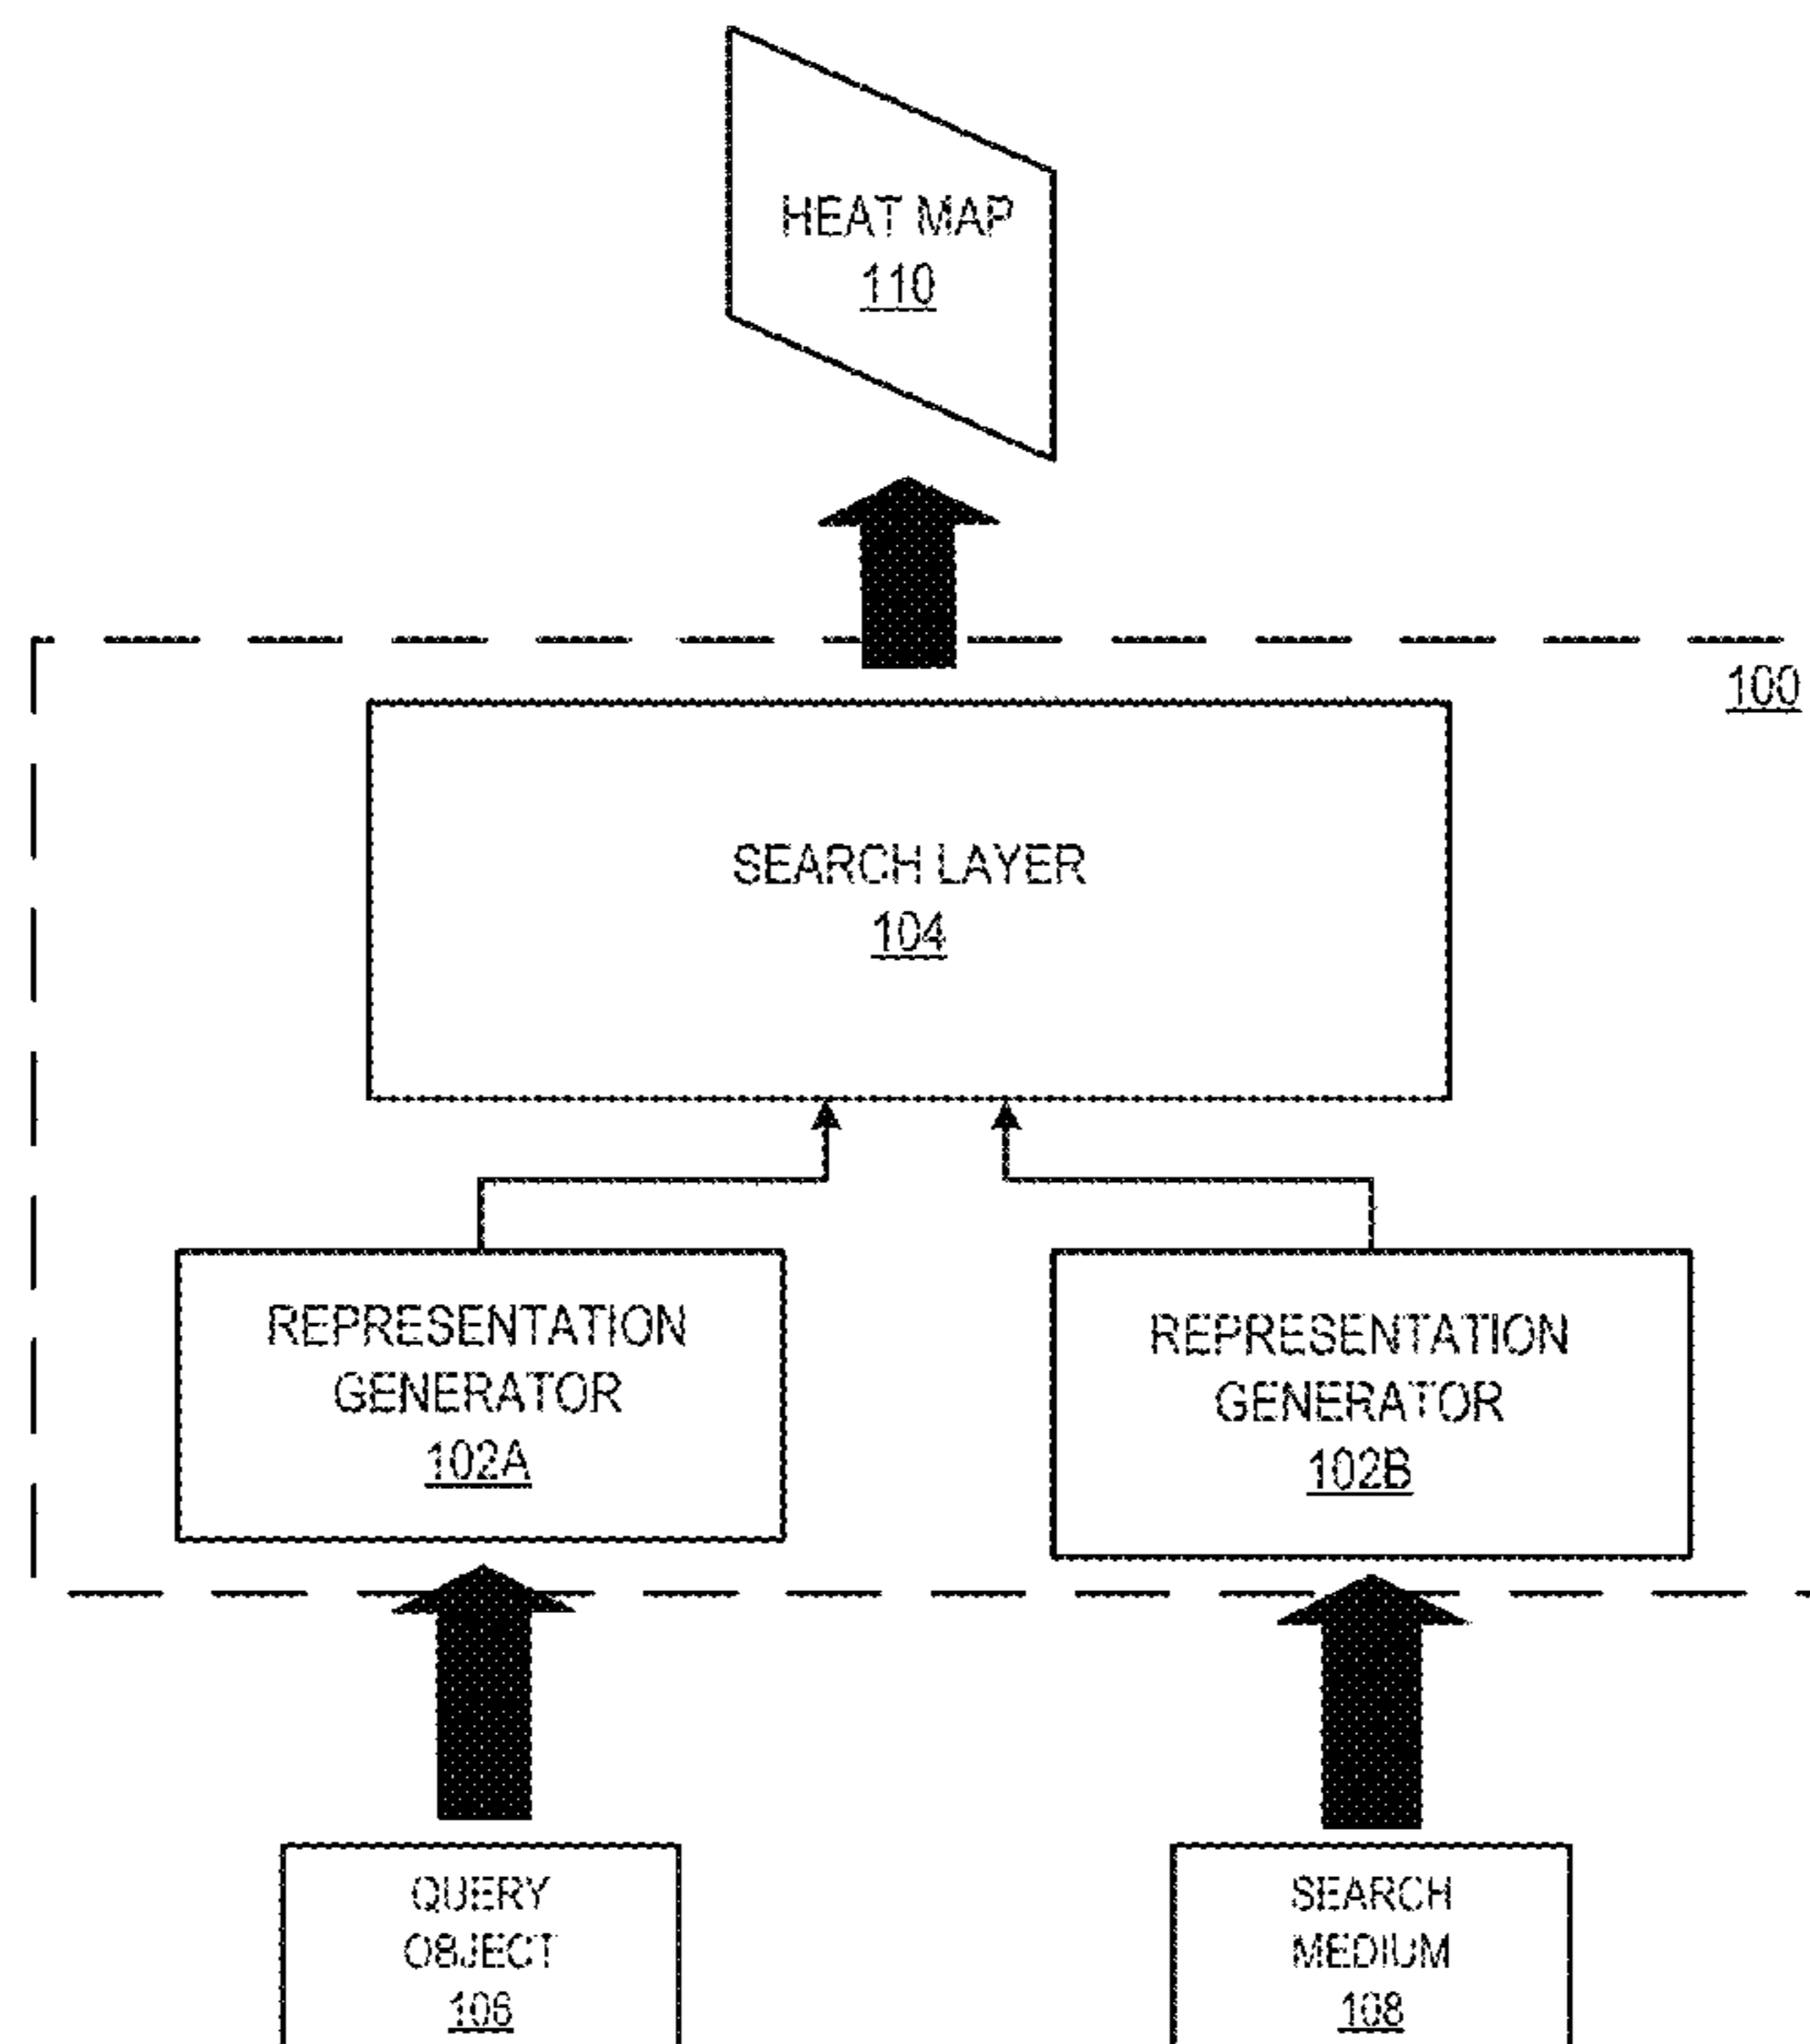 HEAT MAP
110
100
SEARCH LAYER
104
REPRESENTATION
GENERATOR
102A
REPRESENTATION
GENERATOR
102B
QUERY
OBJECT
106
SEARCH
MEDIUM
108